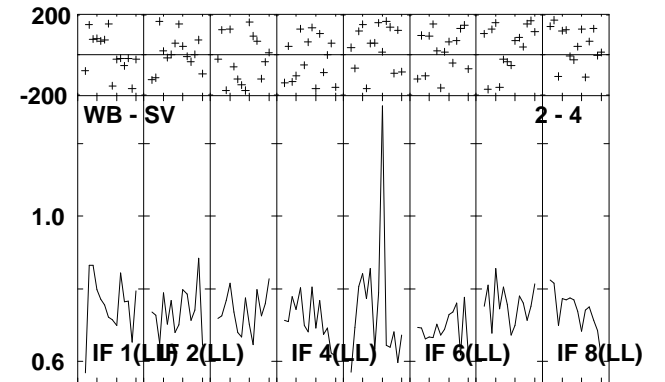 200
-200
WB - SV 2 - 4
1.0
0.6
IF 1(LL) IF 2(LL) IF 4(LL) IF 6(LL) IF 8(LL)